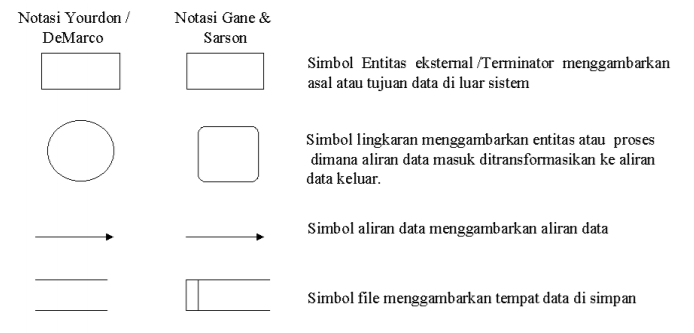 Notasi Yourdon /
DeMarco
Notasi Gane &
Sarson
Simbol Entitas eksternal /Terminator menggambarkan
asal atau tujuan data di luar sistem
Simbol lingkaran menggambarkan entitas atau proses
dimana aliran data masuk ditransformasikan ke aliran
data keluar.
Simbol aliran data menggambarkan aliran data
Simbol file menggambarkan tempat data di simpan